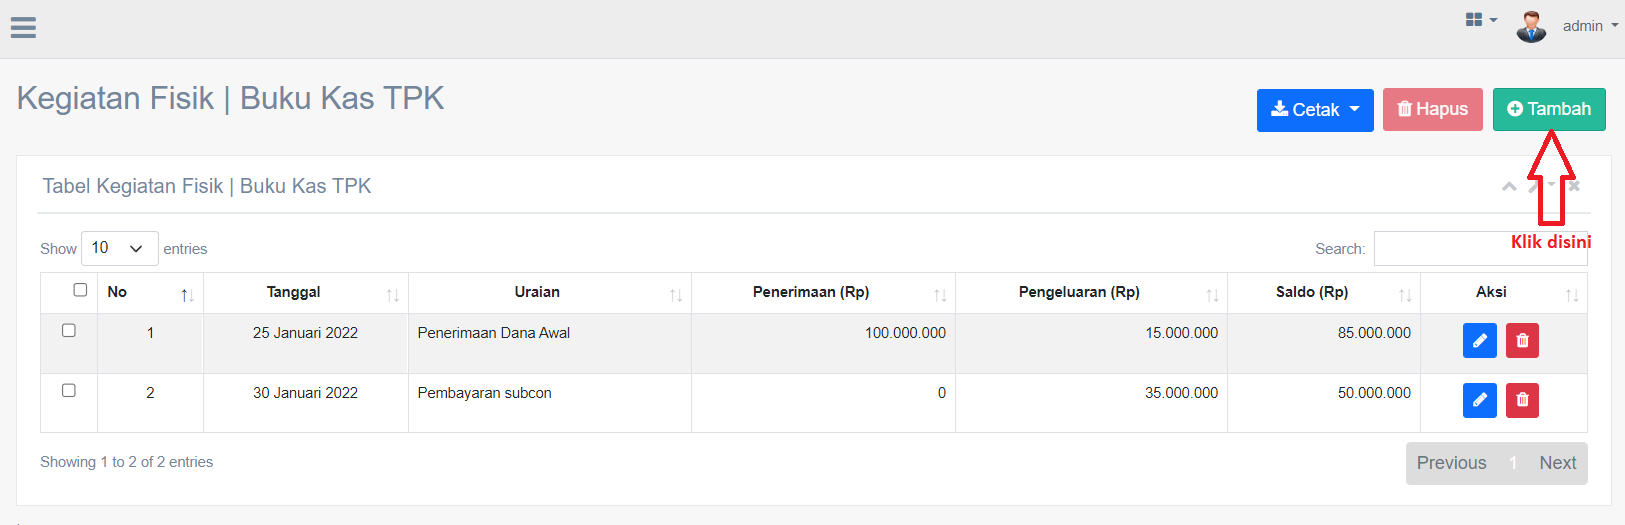 admin
Kegiatan Fisik | Buku Kas TPK
Cetak Hapus Tambah
Tabel Kegiatan Fisik | Buku Kas TPK
Show 10 entries Search: Klik disini
No Tanggal Uraian Penerimaan (Rp) Pengeluaran (Rp) Saldo (Rp) Aksi
1 25 Januari 2022 Penerimaan Dana Awal 100.000.000 15.000.000 85.000.000
2 30 Januari 2022 Pembayaran subcon 0 35.000.000 50.000.000
Showing 1 to 2 of 2 entries Previous 1 Next